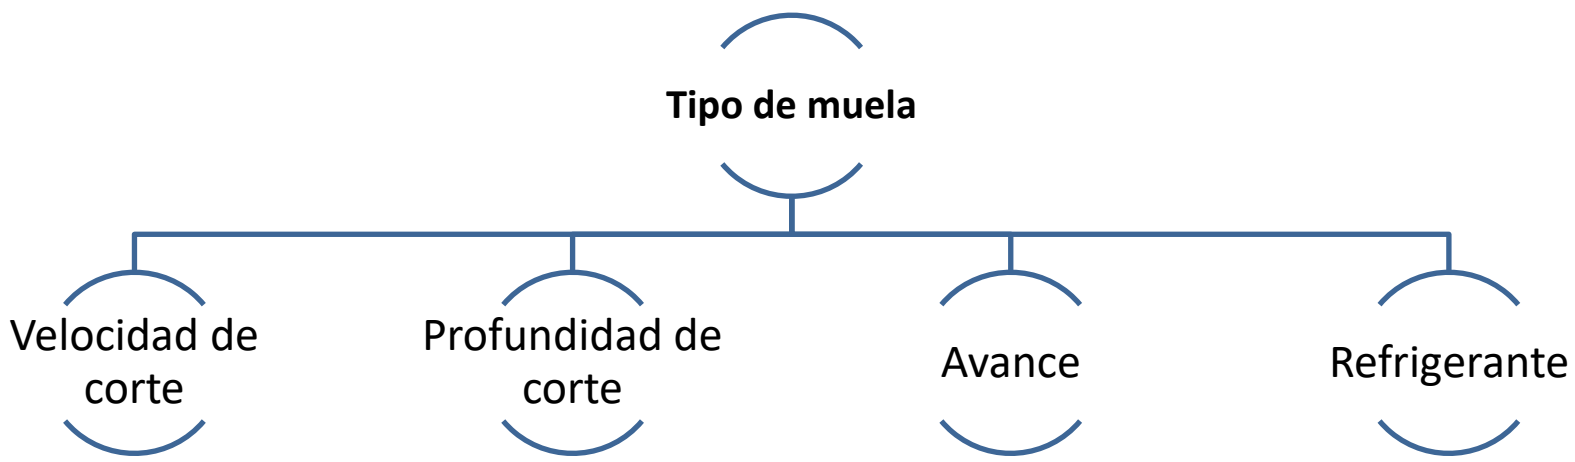 Tipo de muela
Velocidad de
corte
Profundidad de
corte
Avance
Refrigerante